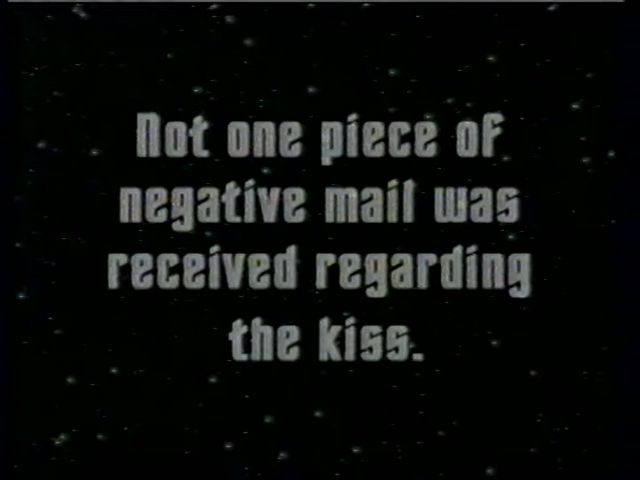 Not one piece of
negative mail was
received regarding
the kiss.